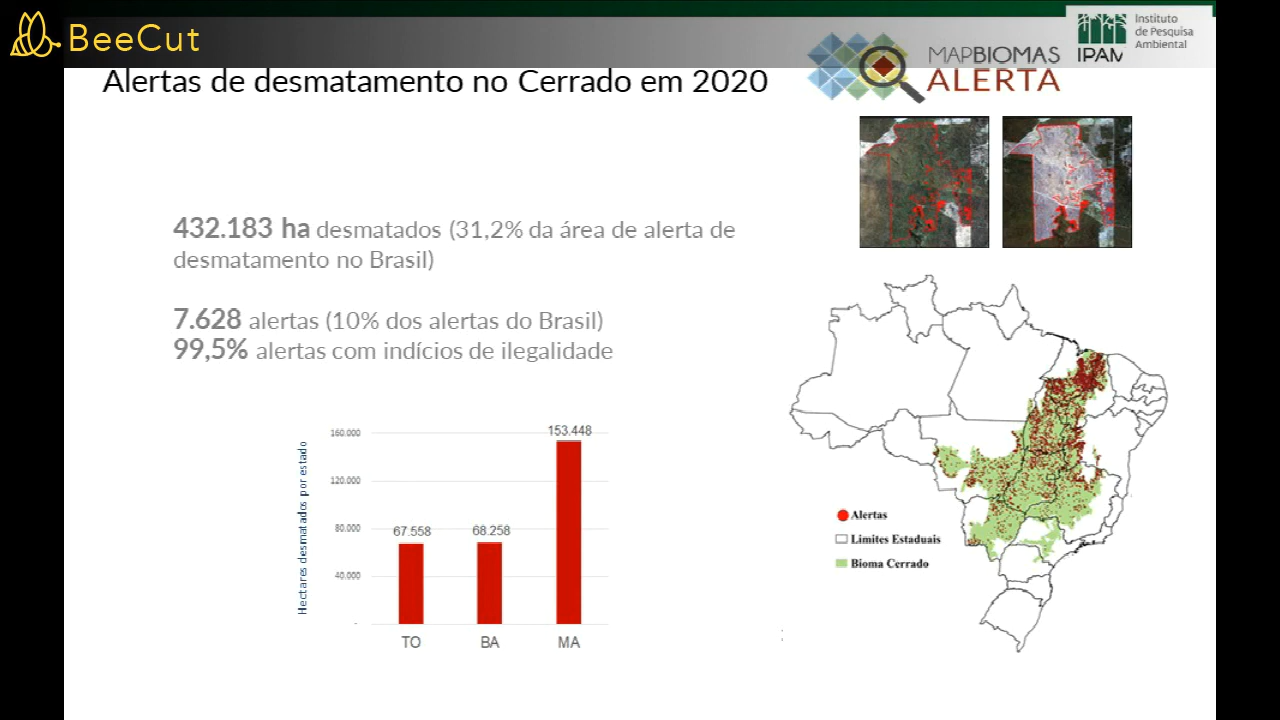 BeeCut
Instituto
de Pesquisa
Ambiental
IPAM
MAPBIOMAS
ALERTA
Alertas de desmatamento no Cerrado em 2020
432.183 ha desmatados (31,2% da área de alerta de
desmatamento no Brasil)
7.628 alertas (10% dos alertas do Brasil)
99,5% alertas com indícios de ilegalidade
Hectares desmatados por estado
160.000
120.000
80.000
40.000
-
67.558
68.258
153.448
TO
BA
MA
Alertas
Limites Estaduais
Bioma Cerrado